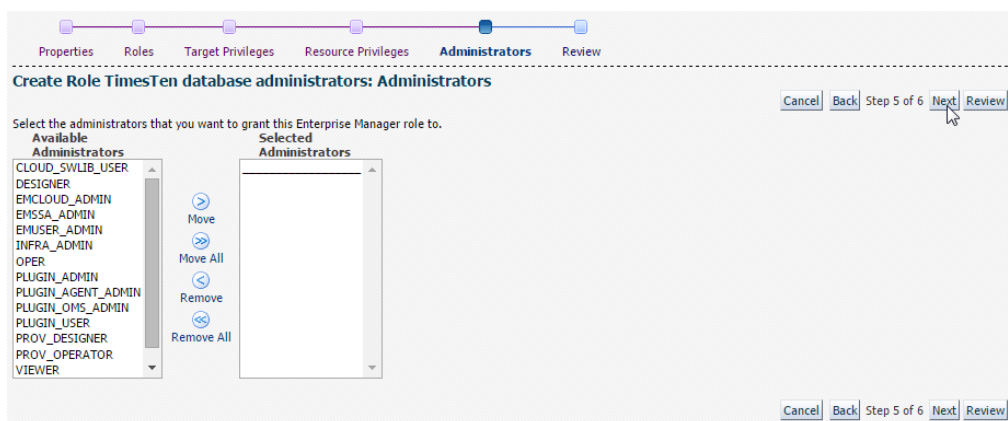 Properties Roles Target Privileges Resource Privileges Administrators Review
Create Role TimesTen database administrators: Administrators
Cancel Back Step 5 of 6 Next Review
Select the administrators that you want to grant this Enterprise Manager role to.
Available Administrators
CLOUD_SWLIB_USER
DESIGNER
EMCLOUD_ADMIN
EMSSA_ADMIN
EMUSER_ADMIN
INFRA_ADMIN
OPER
PLUGIN_ADMIN
PLUGIN_AGENT_ADMIN
PLUGIN_OMS_ADMIN
PLUGIN_USER
PROV_DESIGNER
PROV_OPERATOR
VIEWER
Move
Move All
Remove
Remove All
Selected Administrators
Cancel Back Step 5 of 6 Next Review